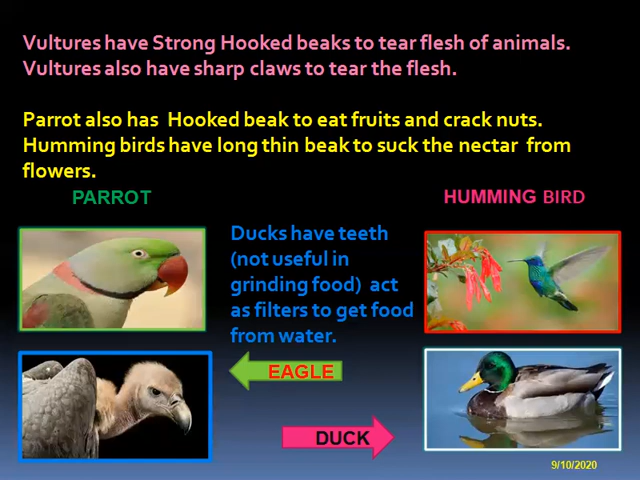 Vultures have Strong Hooked beaks to tear flesh of animals.
Vultures also have sharp claws to tear the flesh.
Parrot also has Hooked beak to eat fruits and crack nuts.
Humming birds have long thin beak to suck the nectar from
flowers.
PARROT
HUMMING BIRD
Ducks have teeth
(not useful in
grinding food) act
as filters to get food
from water.
EAGLE
DUCK
9/10/2020